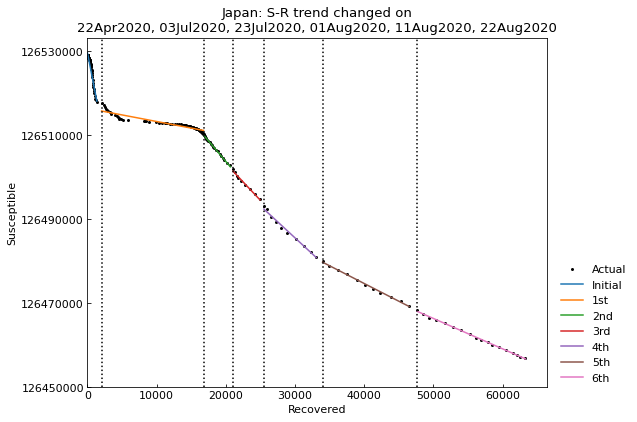 Japan: S-R trend changed on
22Apr2020, 03Jul2020, 23Jul2020, 01Aug2020, 11Aug2020, 22Aug2020
126530000
126510000
126490000
126470000
126450000
Susceptible
0
10000
20000
30000
40000
50000
60000
Recovered
Actual
Initial
1st
2nd
3rd
4th
5th
6th